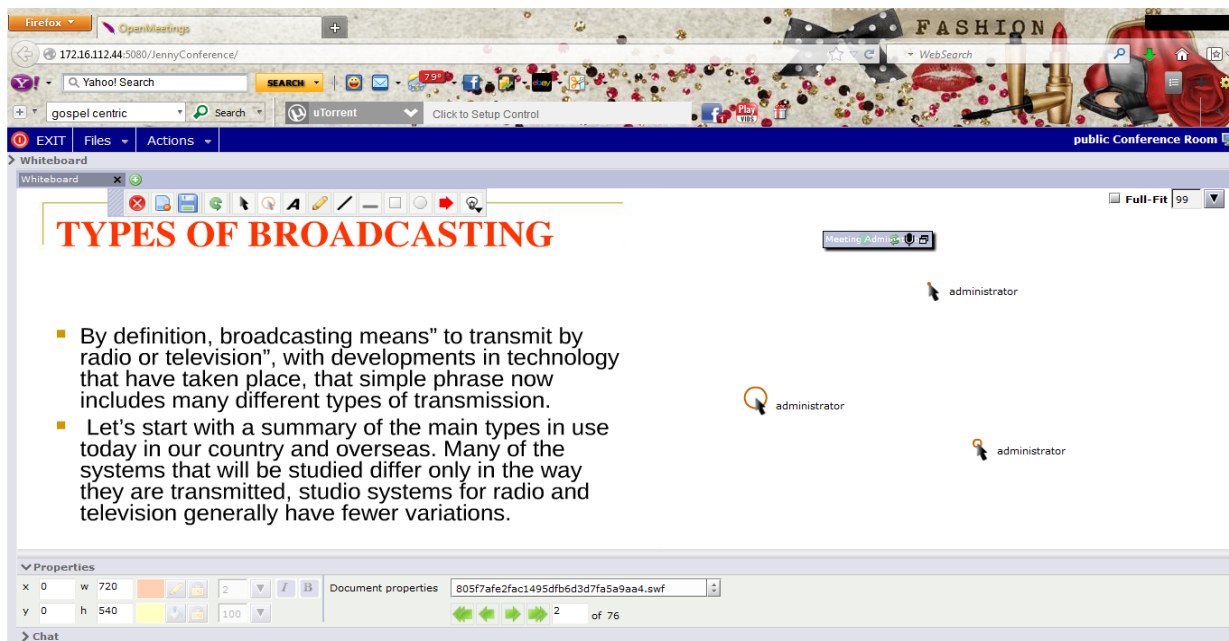 Firefox
OpenMeetings
FASHION
172.16.112.44:5080/JennyConference/
WebSearch
Yahoo! Search
SEARCH
79°
ebay
gospel centric
Search
uTorrent
Click to Setup Control
Play
VIDS
EXIT Files Actions
public Conference Room
Whiteboard
Whiteboard
Full-Fit 99
TYPES OF BROADCASTING
Meeting Admin
administrator
By definition, broadcasting means” to transmit by
radio or television”, with developments in technology
that have taken place, that simple phrase now
includes many different types of transmission.
administrator
Let’s start with a summary of the main types in use
today in our country and overseas. Many of the
systems that will be studied differ only in the way
they are transmitted, studio systems for radio and
television generally have fewer variations.
administrator
Properties
x 0 w 720 2 I B Document properties 805f7afe2fac1495dfb6d3d7fa5a9aa4.swf
y 0 h 540 100 2 of 76
Chat